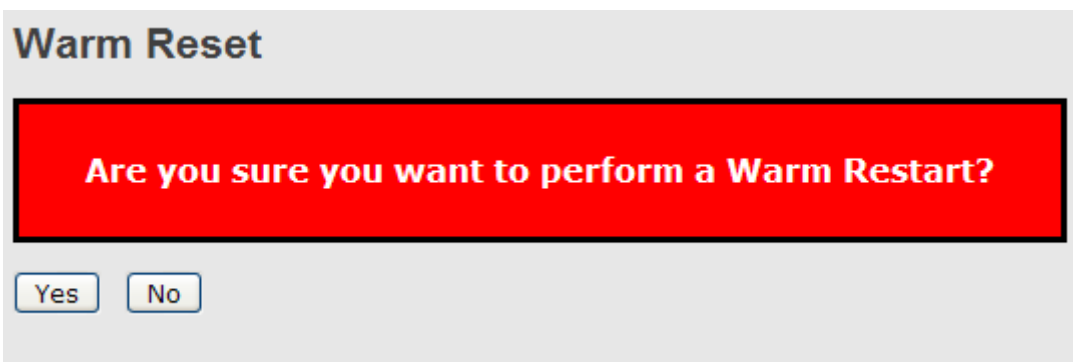 Warm Reset
Are you sure you want to perform a Warm Restart?
Yes No